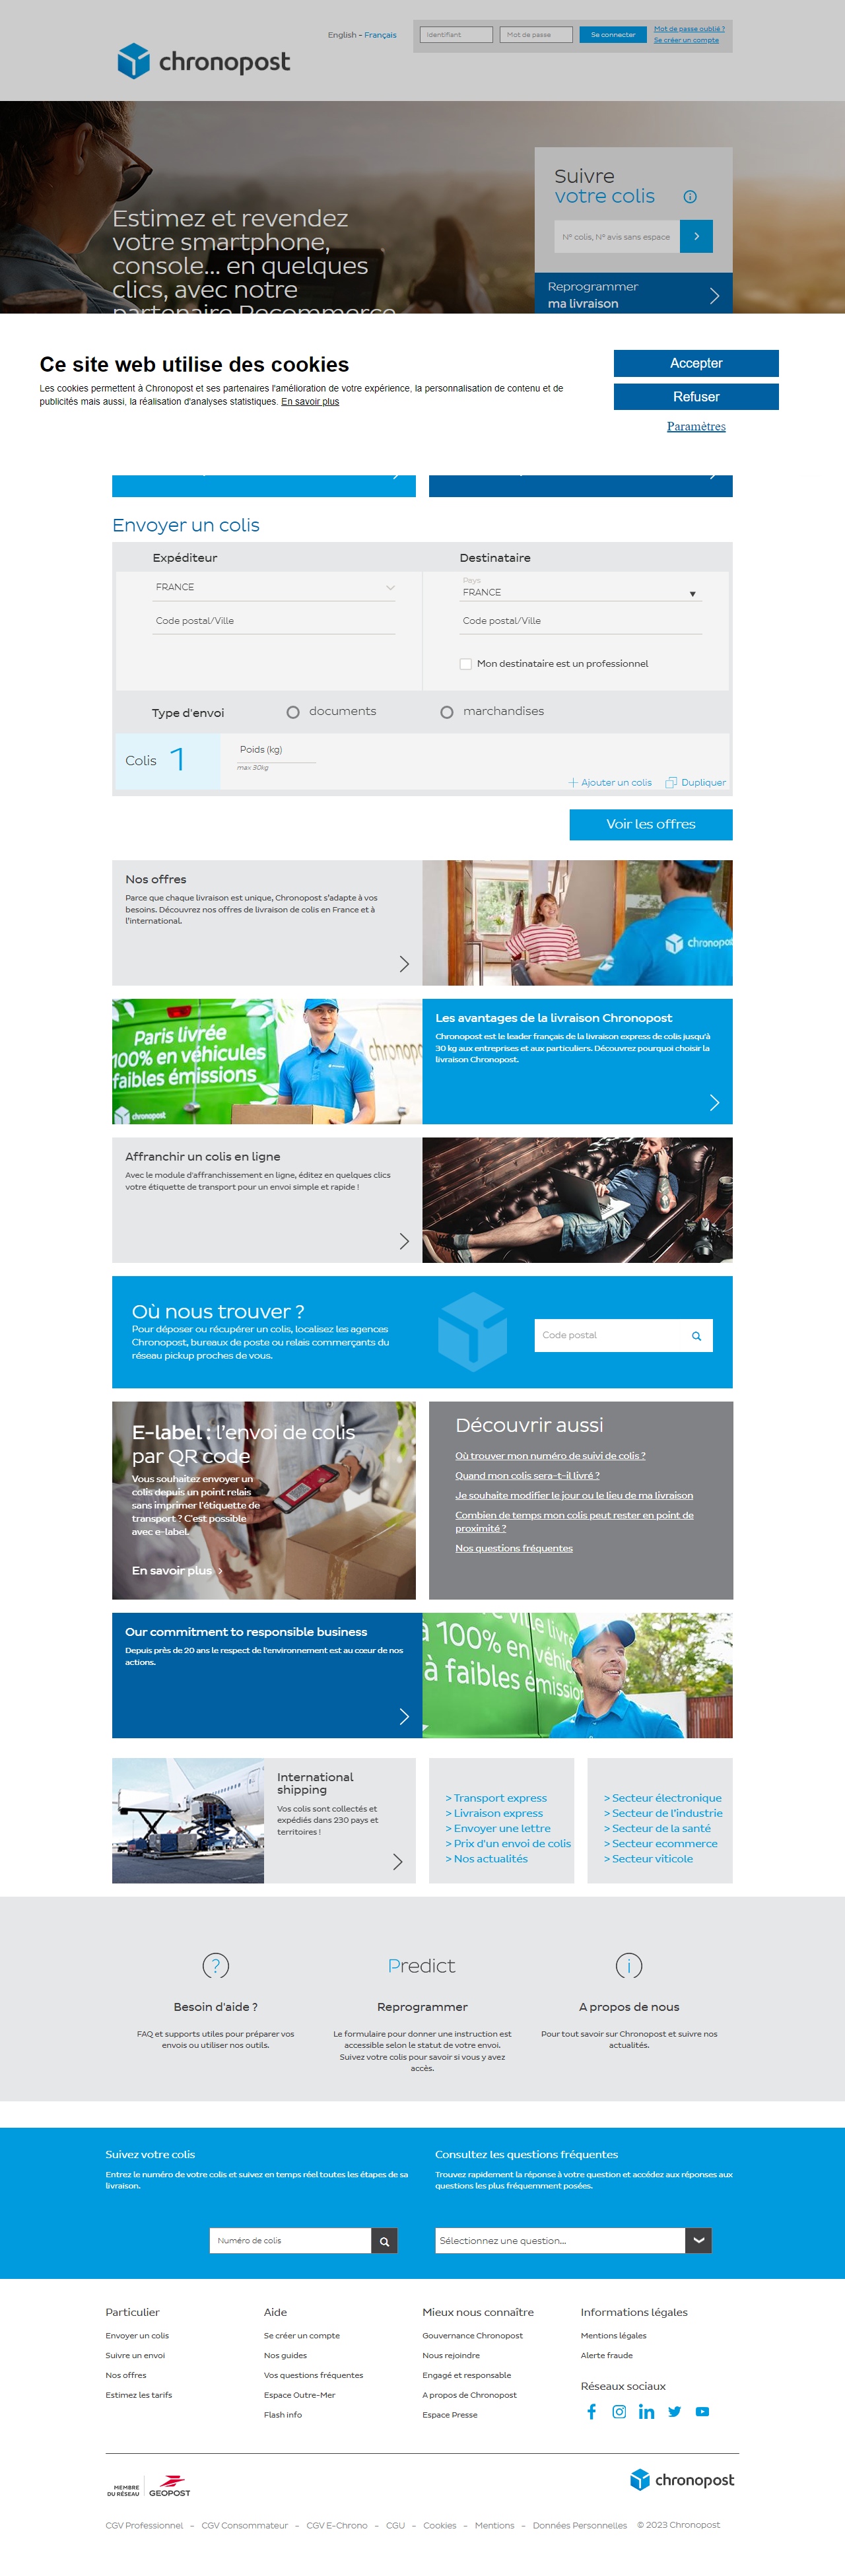 English - Français
Identifiant
Mot de passe
Se connecter
Mot de passe oublié ?
Se créer un compte
chronopost
Estimez et revendez
votre smartphone,
console... en quelques
clics, avec notre
partenaire Recommerce
Suivre
votre colis
N° colis, N° avis sans espace
Reprogrammer
ma livraison
Ce site web utilise des cookies
Les cookies permettent à Chronopost et ses partenaires l'amélioration de votre expérience, la personnalisation de contenu et de
publicités mais aussi, la réalisation d'analyses statistiques. En savoir plus
Accepter
Refuser
Paramètres
Envoyer un colis
Expéditeur
FRANCE
Code postal/Ville
Destinataire
Pays
FRANCE
Code postal/Ville
Mon destinataire est un professionnel
Type d'envoi
documents
marchandises
Colis 1
Poids (kg)
max 30kg
Ajouter un colis
Dupliquer
Voir les offres
Nos offres
Parce que chaque livraison est unique, Chronopost s'adapte à vos
besoins. Découvrez nos offres de livraison de colis en France et à
l'international.
chronopost
Paris livrée
100% en véhicules
faibles émissions
chronopost
chronop
Les avantages de la livraison Chronopost
Chronopost est le leader français de la livraison express de colis jusqu'à
30 kg aux entreprises et aux particuliers. Découvrez pourquoi choisir la
livraison Chronopost.
Affranchir un colis en ligne
Avec le module d'affranchissement en ligne, éditez en quelques clics
votre étiquette de transport pour un envoi simple et rapide !
Où nous trouver ?
Pour déposer ou récupérer un colis, localisez les agences
Chronopost, bureaux de poste ou relais commerçants du
réseau pickup proches de vous.
Code postal
E-label : l'envoi de colis
par QR code
Vous souhaitez envoyer un
colis depuis un point relais
sans imprimer l'étiquette de
transport ? C'est possible
avec e-label.
En savoir plus >
Découvrir aussi
Où trouver mon numéro de suivi de colis ?
Quand mon colis sera-t-il livré ?
Je souhaite modifier le jour ou le lieu de ma livraison
Combien de temps mon colis peut rester en point de
proximité ?
Nos questions fréquentes
Our commitment to responsible business
Depuis près de 20 ans le respect de l'environnement est au cœur de nos
actions.
ville livré
à 100% en véhic
à faibles émiss
International
shipping
Vos colis sont collectés et
expédiés dans 230 pays et
territoires !
> Transport express
> Livraison express
> Envoyer une lettre
> Prix d'un envoi de colis
> Nos actualités
> Secteur électronique
> Secteur de l'industrie
> Secteur de la santé
> Secteur ecommerce
> Secteur viticole
?
Besoin d'aide ?
FAQ et supports utiles pour préparer vos
envois ou utiliser nos outils.
Predict
Reprogrammer
Le formulaire pour donner une instruction est
accessible selon le statut de votre envoi.
Suivez votre colis pour savoir si vous y avez
accès.
i
A propos de nous
Pour tout savoir sur Chronopost et suivre nos
actualités.
Suivez votre colis
Entrez le numéro de votre colis et suivez en temps réel toutes les étapes de sa
livraison.
Numéro de colis
Consultez les questions fréquentes
Trouvez rapidement la réponse à votre question et accédez aux réponses aux
questions les plus fréquemment posées.
Sélectionnez une question...
Particulier
Envoyer un colis
Suivre un envoi
Nos offres
Estimez les tarifs
Aide
Se créer un compte
Nos guides
Vos questions fréquentes
Espace Outre-Mer
Flash info
Mieux nous connaître
Gouvernance Chronopost
Nous rejoindre
Engagé et responsable
A propos de Chronopost
Espace Presse
Informations légales
Mentions légales
Alerte fraude
Réseaux sociaux
MEMBRE
DU RÉSEAU
GEOPOST
chronopost
CGV Professionnel - CGV Consommateur - CGV E-Chrono - CGU - Cookies - Mentions - Données Personnelles © 2023 Chronopost